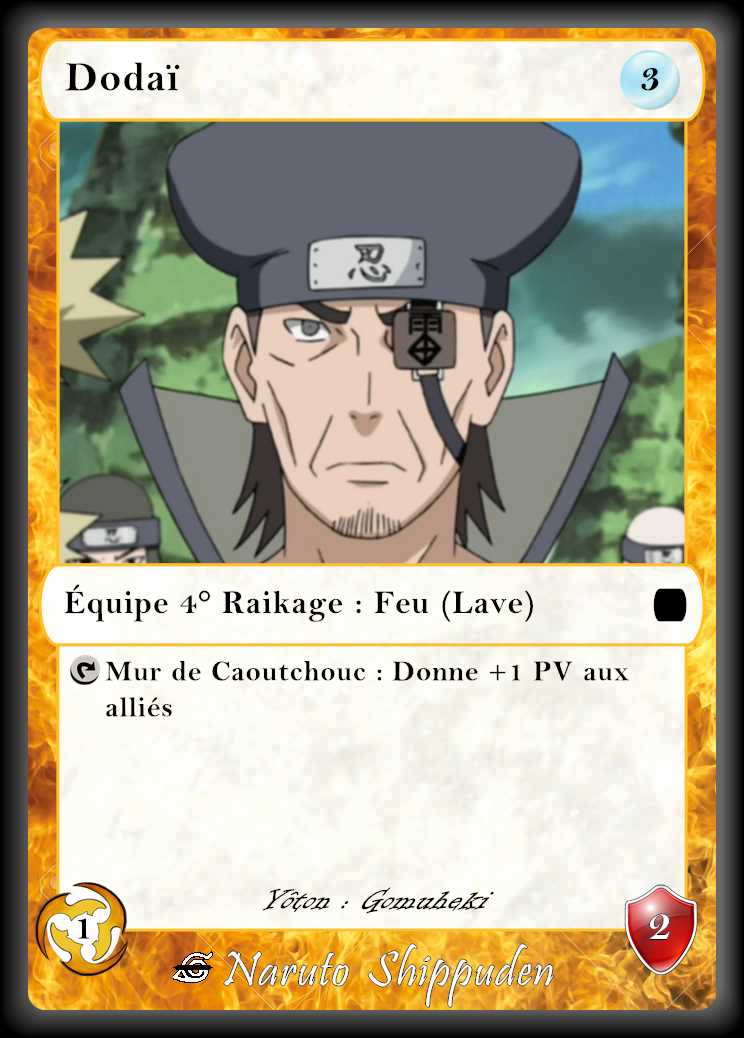 Dodaï
3
忍
雷
Équipe 4° Raikage : Feu (Lave)
Mur de Caoutchouc : Donne +1 PV aux
alliés
Yôton : Gomuheki
1
2
Naruto Shippuden